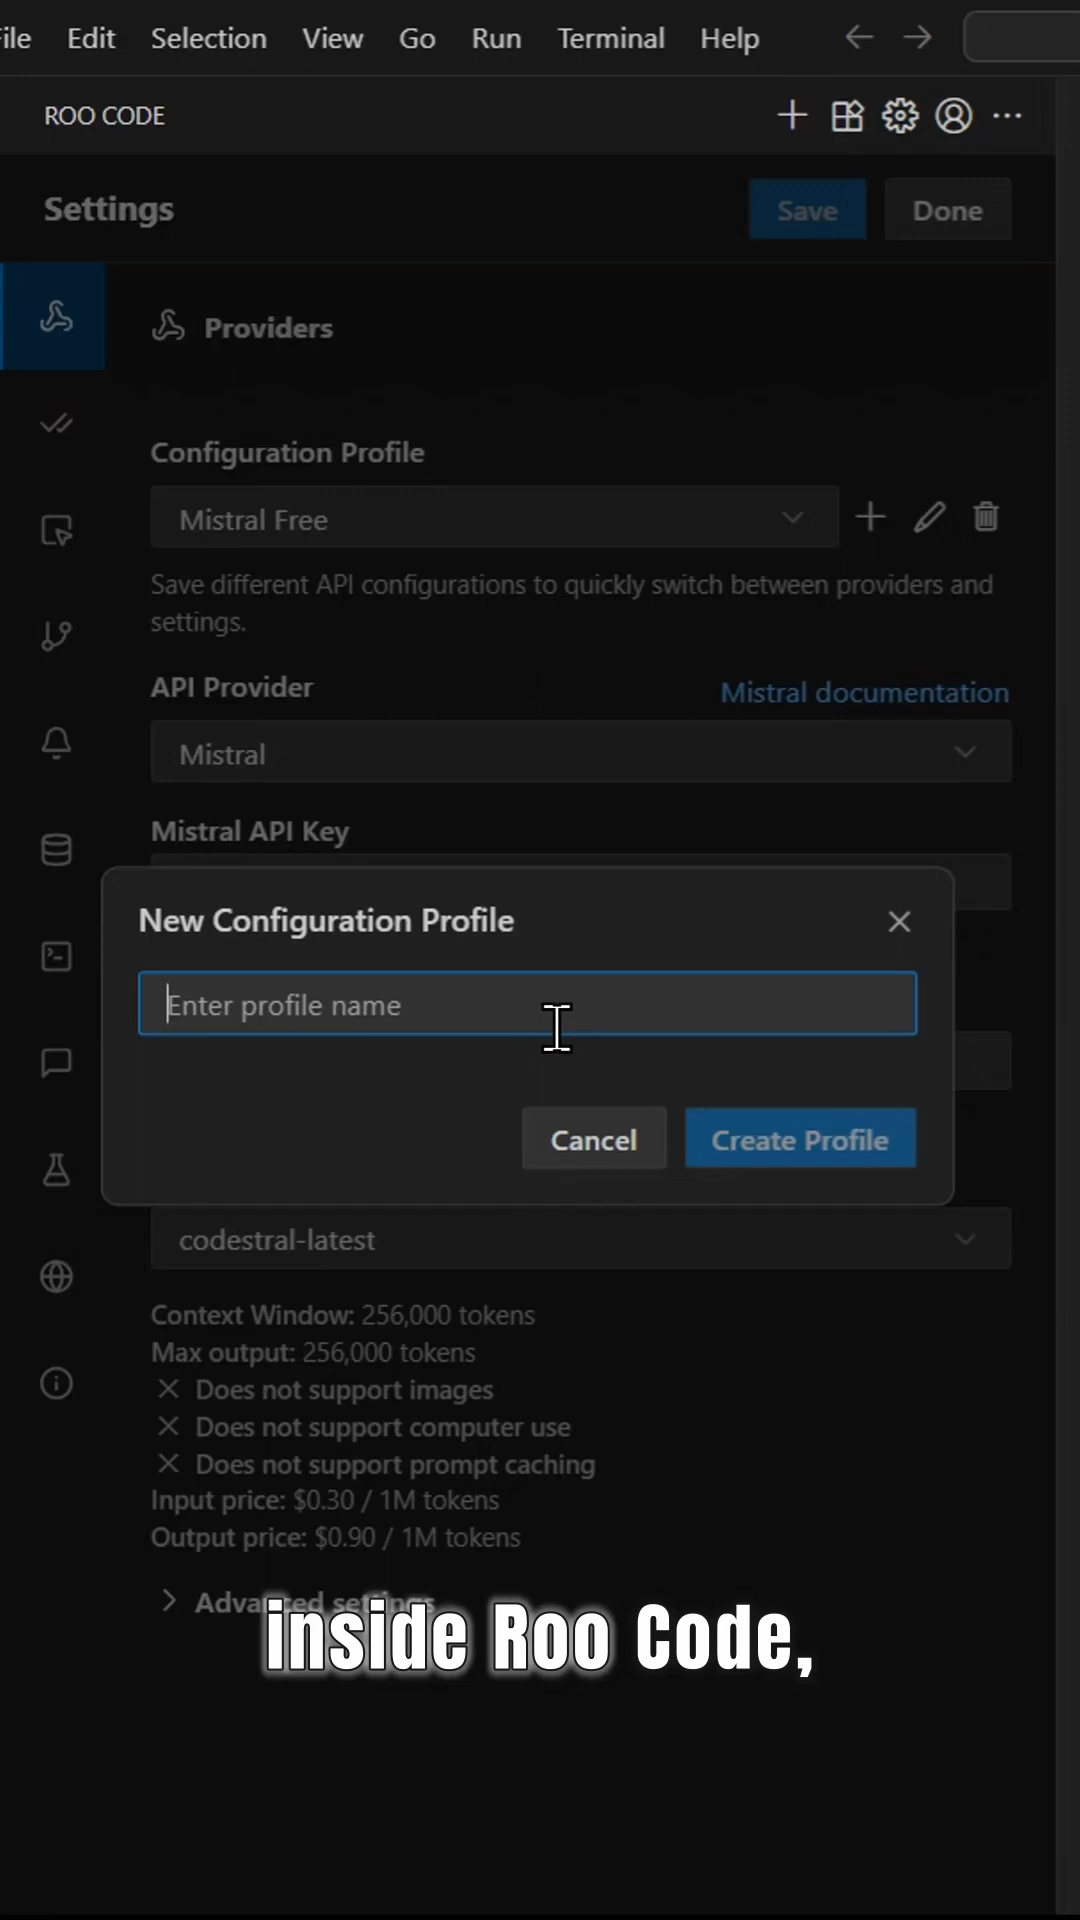 File Edit Selection View Go Run Terminal Help
ROO CODE
Settings
Save
Done
Providers
Configuration Profile
Mistral Free
Save different API configurations to quickly switch between providers and
settings.
API Provider
Mistral documentation
Mistral
Mistral API Key
New Configuration Profile
Enter profile name
Cancel
Create Profile
codestral-latest
Context Window: 256,000 tokens
Max output: 256,000 tokens
Does not support images
Does not support computer use
Does not support prompt caching
Input price: $0.30 / 1M tokens
Output price: $0.90 / 1M tokens
Advanced settings
inside Roo Code,